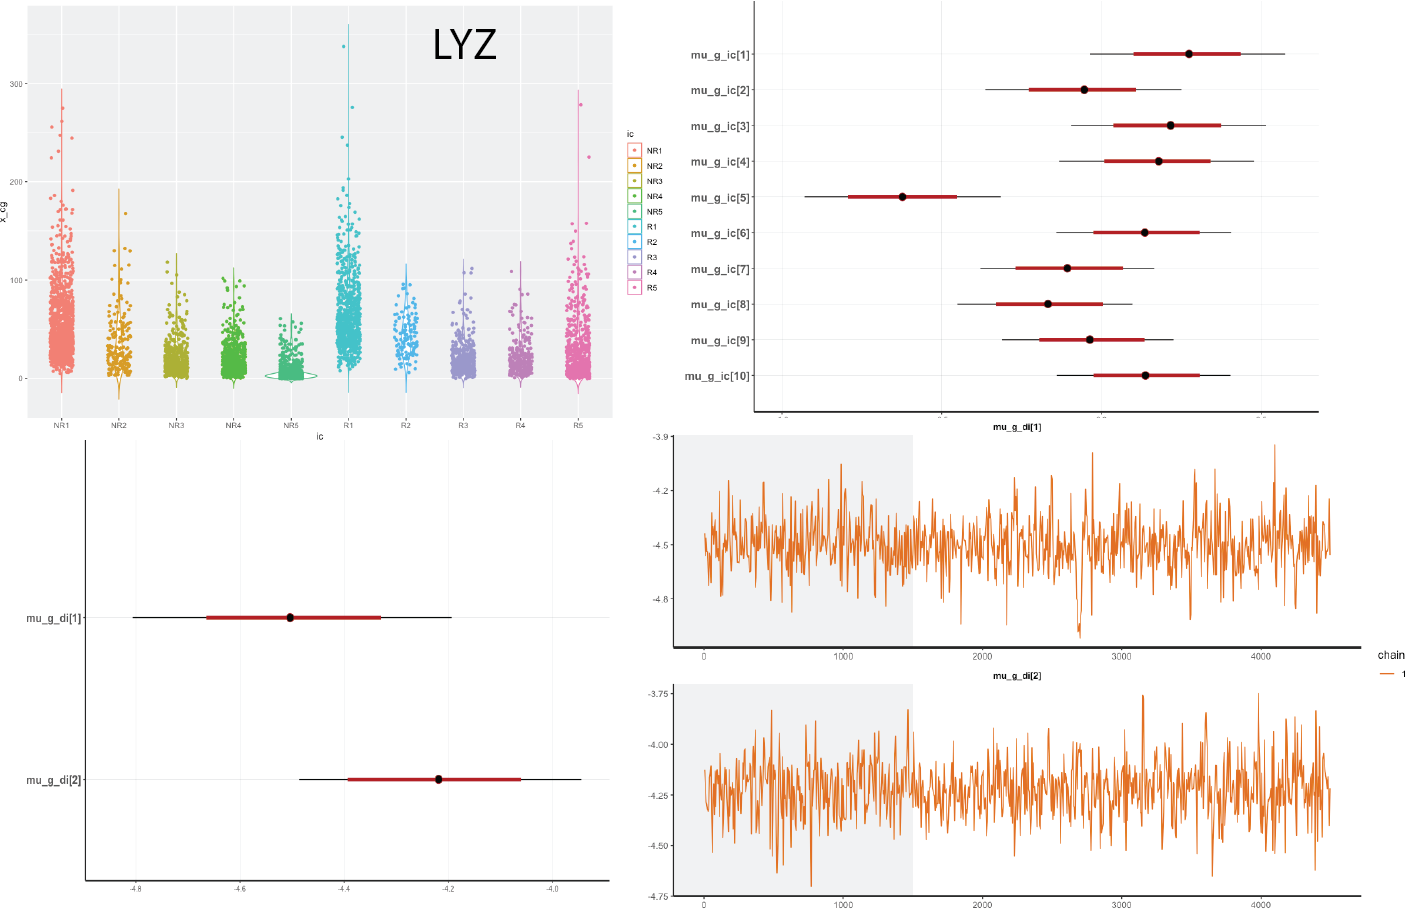 LYZ
300
200
100
0
x_cg
NR1 NR2 NR3 NR4 NR5 R1 R2 R3 R4 R5
ic
ic
NR1
NR2
NR3
NR4
NR5
R1
R2
R3
R4
R5
mu_g_ic[1]
mu_g_ic[2]
mu_g_ic[3]
mu_g_ic[4]
mu_g_ic[5]
mu_g_ic[6]
mu_g_ic[7]
mu_g_ic[8]
mu_g_ic[9]
mu_g_ic[10]
mu_g_di[1]
mu_g_di[2]
-4.8 -4.6 -4.4 -4.2 -4.0
mu_g_di[1]
-3.9
-4.2
-4.5
-4.8
0 1000 2000 3000 4000
mu_g_di[2]
-3.75
-4.00
-4.25
-4.50
-4.75
0 1000 2000 3000 4000
chain
1